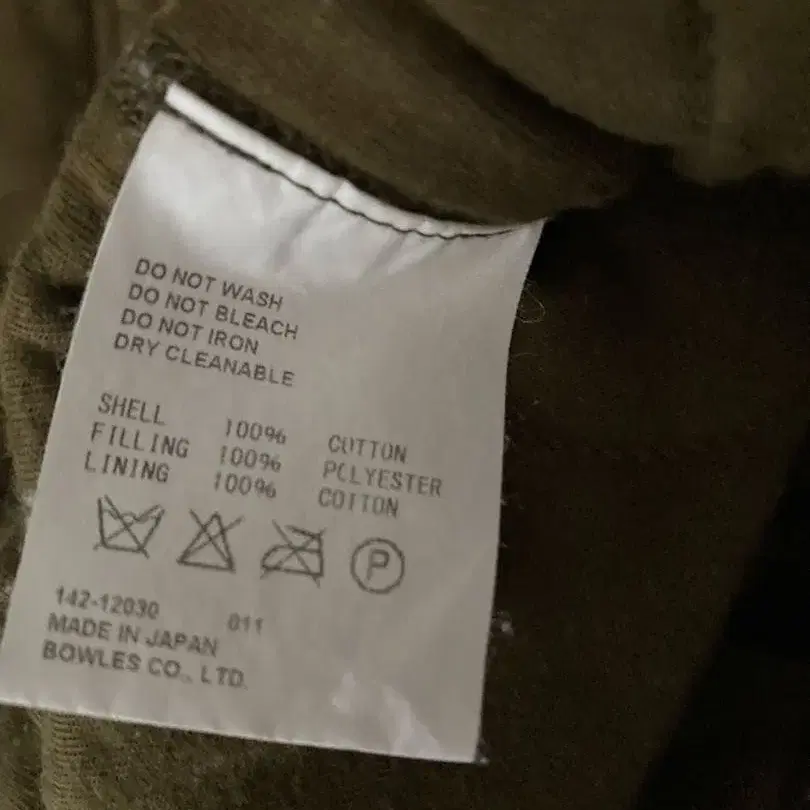 DO NOT WASH
DO NOT BLEACH
DO NOT IRON
DRY CLEANABLE
SHELL 100% COTTON
FILLING 100% POLYESTER
LINING 100% COTTON
P
142-12030 011
MADE IN JAPAN
BOWLES CO., LTD.